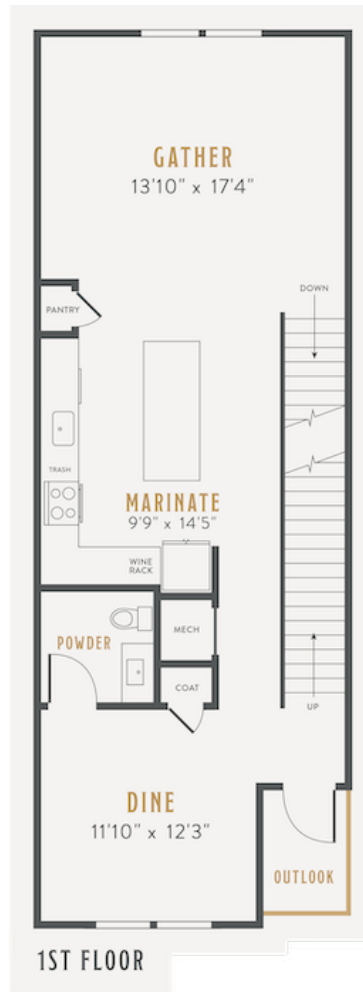 GATHER
13'10" x 17'4"
DOWN
PANTRY
TRASH
MARINATE
9'9" x 14'5"
WINE
RACK
MECH
POWDER
COAT
UP
DINE
11'10" x 12'3"
OUTLOOK
1ST FLOOR